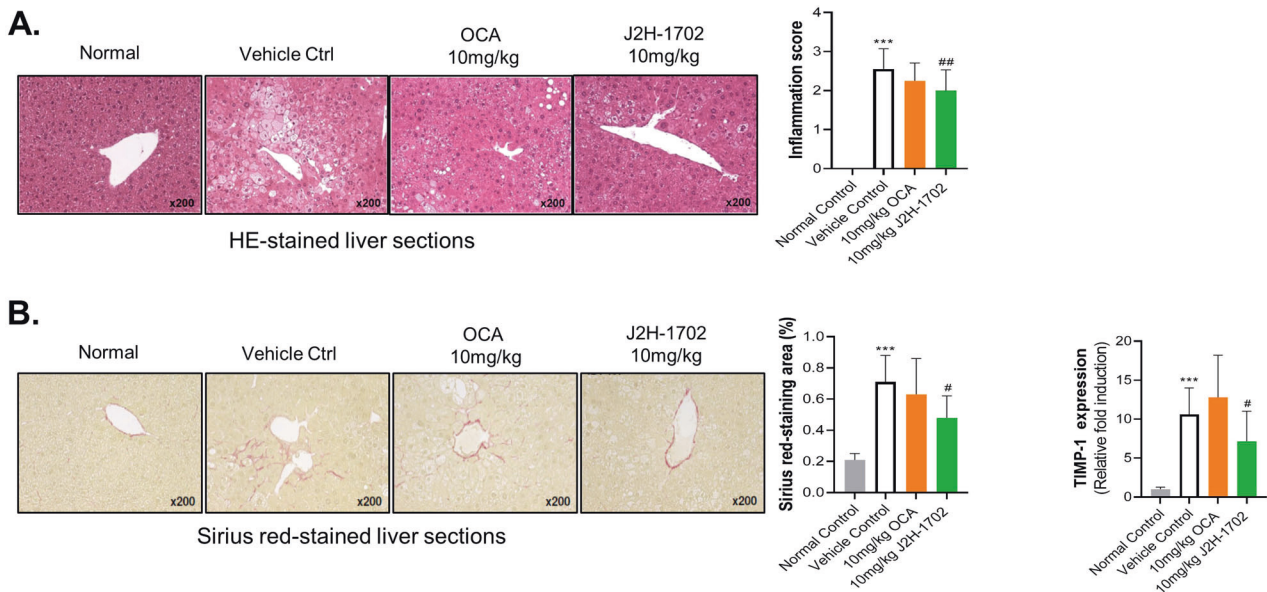 A.
Normal
Vehicle Ctrl
OCA
10mg/kg
J2H-1702
10mg/kg
x200
x200
x200
x200
HE-stained liver sections
Inflammation score
4
3
2
1
0
***
##
Normal Control
Vehicle Control
10mg/kg OCA
10mg/kg J2H-1702
B.
Normal
Vehicle Ctrl
OCA
10mg/kg
J2H-1702
10mg/kg
x200
x200
x200
x200
Sirius red-stained liver sections
Sirius red-staining area (%)
1.0
0.8
0.6
0.4
0.2
0.0
***
#
Normal Control
Vehicle Control
10mg/kg OCA
10mg/kg J2H-1702
TIMP-1 expression
(Relative fold induction)
20
15
10
5
0
***
#
Normal Control
Vehicle Control
10mg/kg OCA
10mg/kg J2H-1702